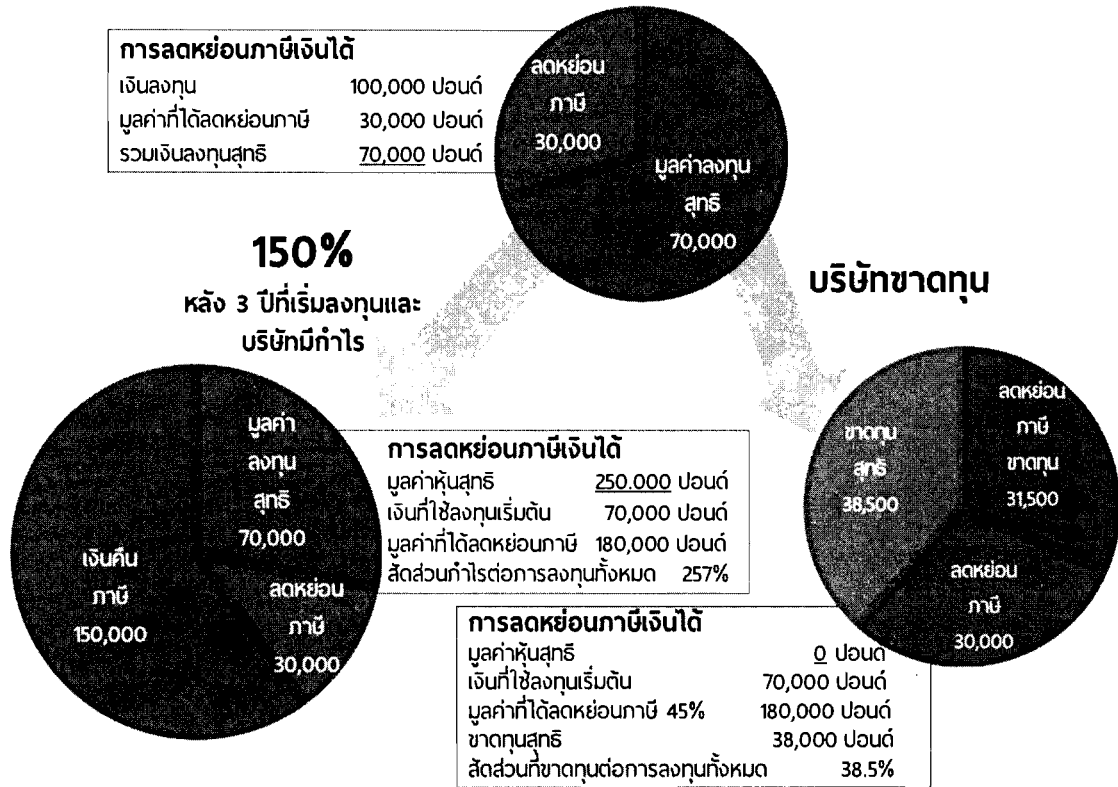 การลดหย่อนภาษีเงินได้
เงินลงทุน 100,000 ปอนด์
มูลค่าที่ได้ลดหย่อนภาษี 30,000 ปอนด์
รวมเงินลงทุนสุทธิ 70,000 ปอนด์
ลดหย่อน
ภาษี
30,000
มูลค่าลงทุน
สุทธิ
70,000
150%
หลัง 3 ปีที่เริ่มลงทุนและ
บริษัทมีกำไร
บริษัทขาดทุน
มูลค่า
ลงทุน
สุทธิ
70,000
เงินคืน
ภาษี
150,000
ลดหย่อน
ภาษี
30,000
การลดหย่อนภาษีเงินได้
มูลค่าหุ้นสุทธิ 250.000 ปอนด์
เงินที่ใช้ลงทุนเริ่มต้น 70,000 ปอนด์
มูลค่าที่ได้ลดหย่อนภาษี 180,000 ปอนด์
สัดส่วนกำไรต่อการลงทุนทั้งหมด 257%
ขาดทุน
สุทธิ
38,500
ลดหย่อน
ภาษี
ขาดทุน
31,500
ลดหย่อน
ภาษี
30,000
การลดหย่อนภาษีเงินได้
มูลค่าหุ้นสุทธิ 0 ปอนด์
เงินที่ใช้ลงทุนเริ่มต้น 70,000 ปอนด์
มูลค่าที่ได้ลดหย่อนภาษี 45% 180,000 ปอนด์
ขาดทุนสุทธิ 38,000 ปอนด์
สัดส่วนที่ขาดทุนต่อการลงทุนทั้งหมด 38.5%